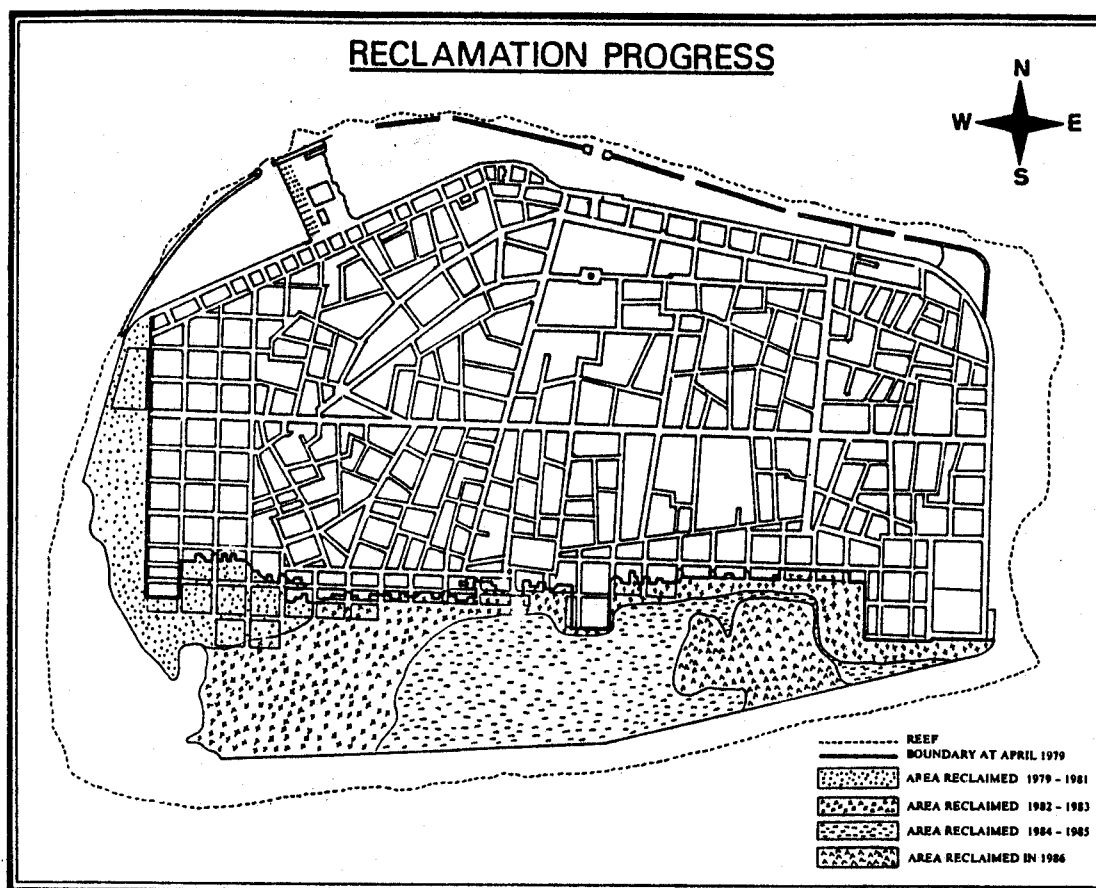 RECLAMATION PROGRESS
N
W E
S
REEF
BOUNDARY AT APRIL 1979
AREA RECLAIMED 1979 - 1981
AREA RECLAIMED 1982 - 1983
AREA RECLAIMED 1984 - 1985
AREA RECLAIMED IN 1986